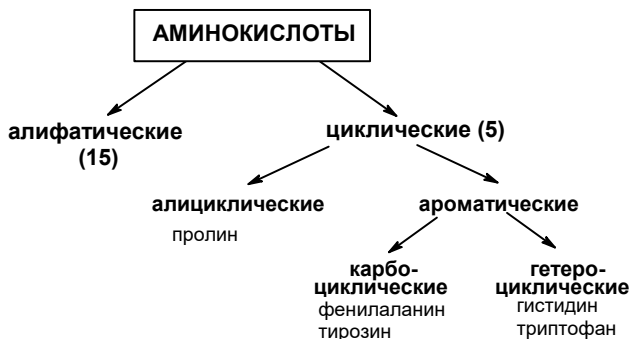 АМИНОКИСЛОТЫ
алифатические
(15)
циклические (5)
алициклические
пролин
ароматические
карбо-
циклические
фенилаланин
тирозин
гетеро-
циклические
гистидин
триптофан